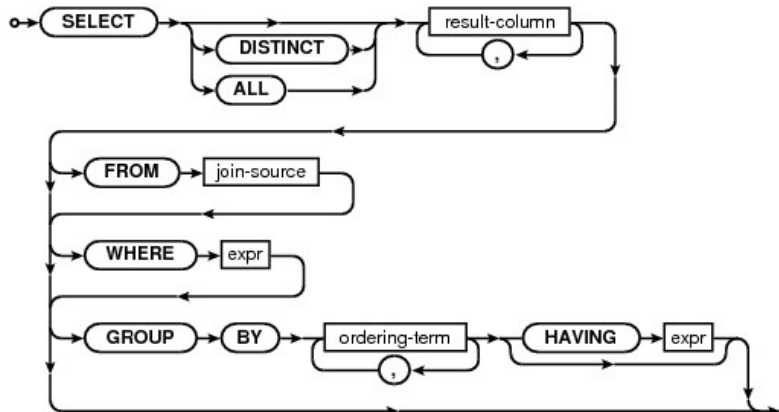 SELECT DISTINCT ALL result-column ,
FROM join-source
WHERE expr
GROUP BY ordering-term , HAVING expr